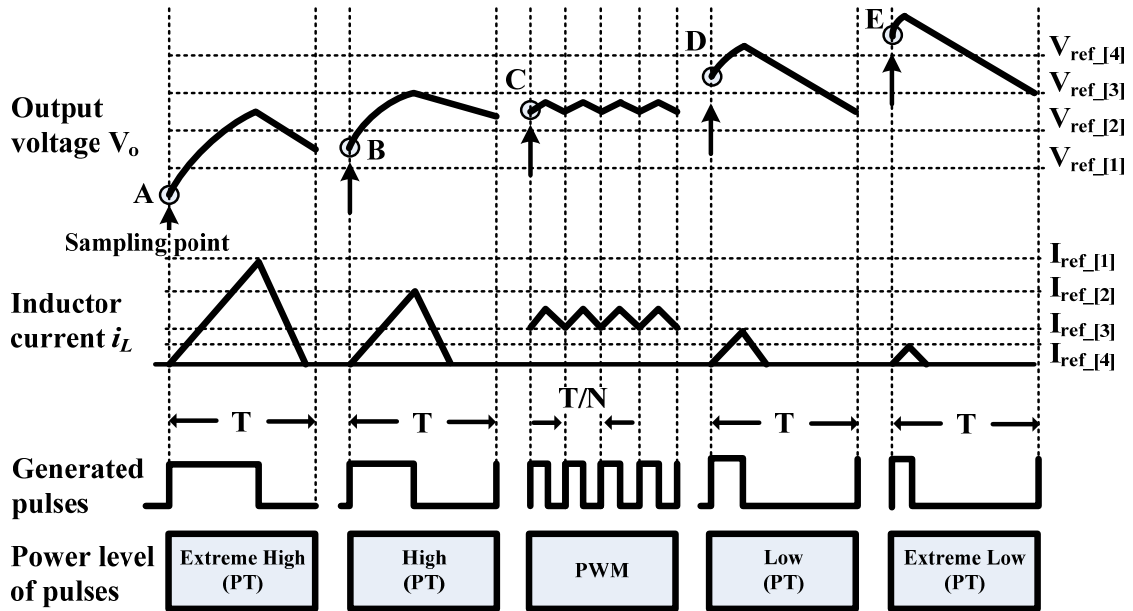 E
D
V_ref_[4]
C
V_ref_[3]
Output
voltage V_o
V_ref_[2]
B
V_ref_[1]
A
Sampling point
I_ref_[1]
I_ref_[2]
Inductor
current i_L
I_ref_[3]
I_ref_[4]
T/N
T
T
T
T
Generated
pulses
Power level
of pulses
Extreme High
(PT)
High
(PT)
PWM
Low
(PT)
Extreme Low
(PT)